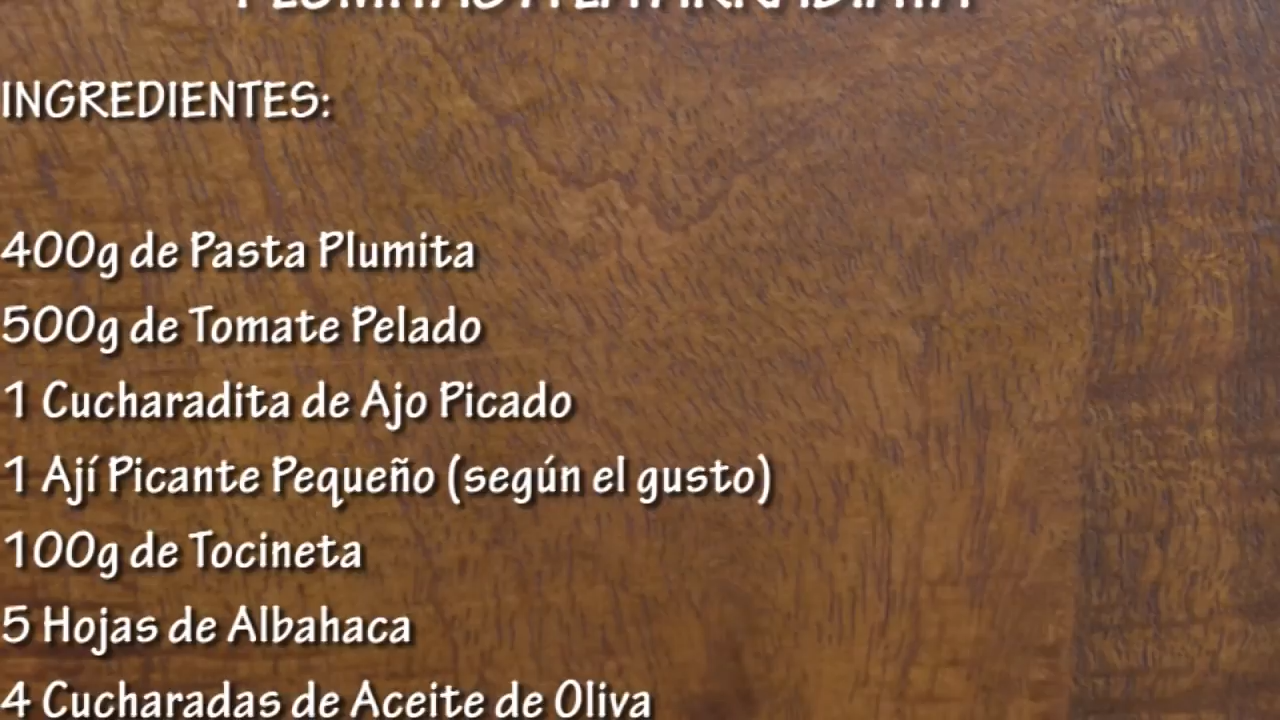 INGREDIENTES:
400g de Pasta Plumita
500g de Tomate Pelado
1 Cucharadita de Ajo Picado
1 Ají Picante Pequeño (según el gusto)
100g de Tocineta
5 Hojas de Albahaca
4 Cucharadas de Aceite de Oliva